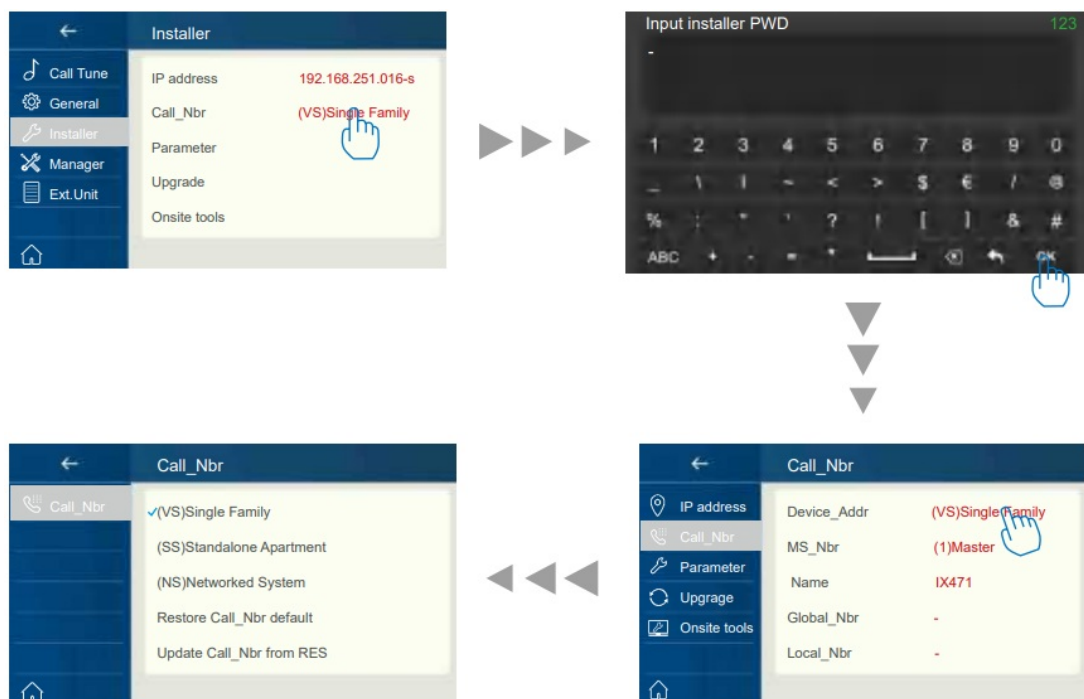 Installer
Call Tune
General
Installer
Manager
Ext.Unit
IP address 192.168.251.016-s
Call_Nbr (VS)Single Family
Parameter
Upgrade
Onsite tools
Input installer PWD 123
-
1 2 3 4 5 6 7 8 9 0
_ \ | ~ < > $ € / @
% : " ' ? ! [ ] & #
ABC + - = * OK
Call_Nbr
Call_Nbr
(VS)Single Family
(SS)Standalone Apartment
(NS)Networked System
Restore Call_Nbr default
Update Call_Nbr from RES
Call_Nbr
IP address
Call_Nbr
Parameter
Upgrage
Onsite tools
Device_Addr (VS)Single Family
MS_Nbr (1)Master
Name IX471
Global_Nbr -
Local_Nbr -